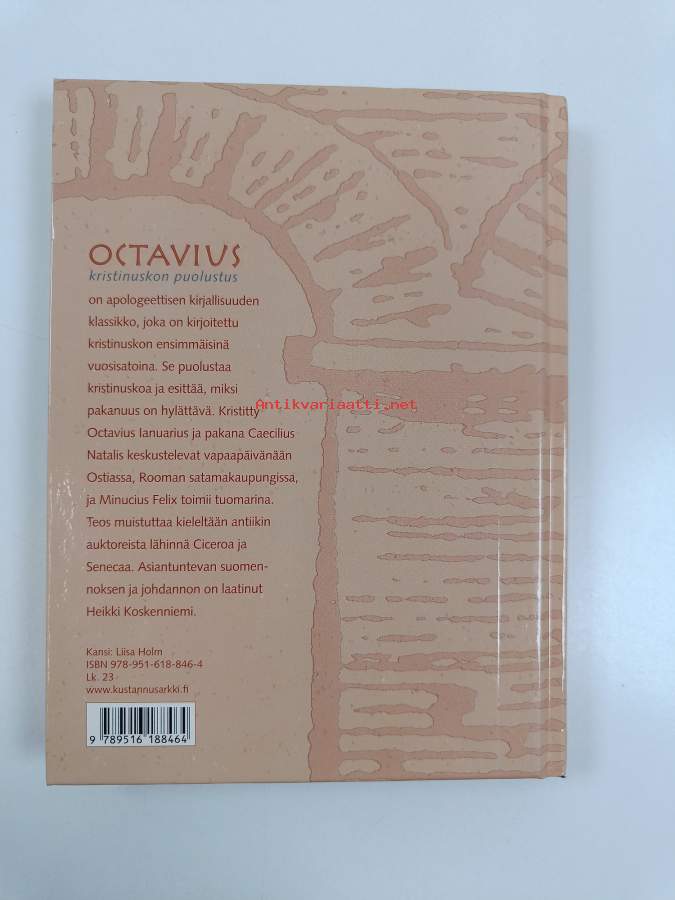 OCTAVIUS
kristinuskon puolustus
on apologeettisen kirjallisuuden
klassikko, joka on kirjoitettu
kristinuskon ensimmäisinä
vuosisatoina. Se puolustaa
kristinuskoa ja esittää, miksi
pakanuus on hylättävä. Kristitty
Antikvariaatti.net
Octavius Ianuarius ja pakana Caecilius
Natalis keskustelevat vapaapäivänään
Ostiassa, Rooman satamakaupungissa,
ja Minucius Felix toimii tuomarina.
Teos muistuttaa kieleltään antiikin
auktoreista lähinnä Ciceroa ja
Senecaa. Asiantuntevan suomen-
noksen ja johdannon on laatinut
Heikki Koskenniemi.
Kansi: Liisa Holm
ISBN 978-951-618-846-4
Lk. 23
www.kustannusarkki.fi
9 789516 188464